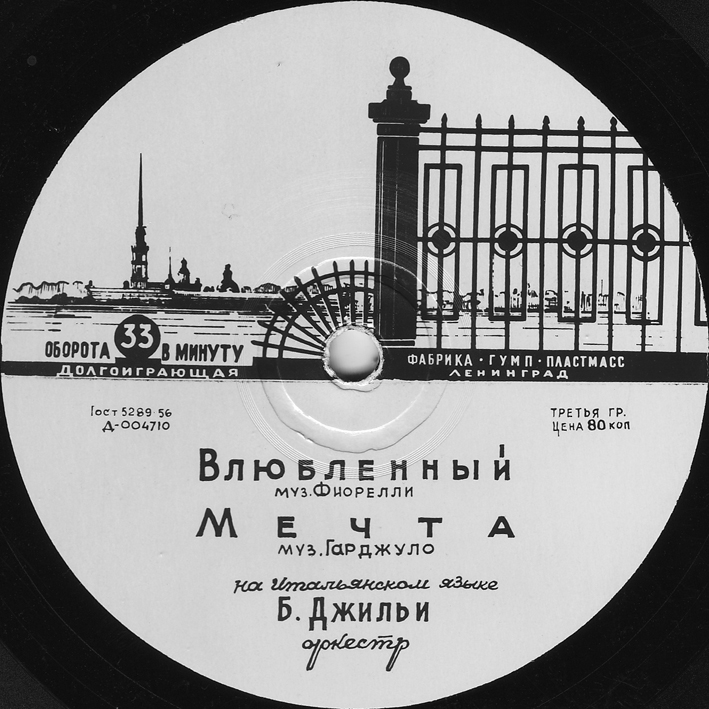 33
ОБОРОТА В МИНУТУ
ДОЛГОИГРАЮЩАЯ
ФАБРИКА · ГУМП · ПЛАСТМАСС
ЛЕНИНГРАД
Гост 5289-56
Д-004710
ТРЕТЬЯ ГР.
ЦЕНА 80 КОП
ВЛЮБЛЕННЫЙ
МУЗ. ФИОРЕЛЛИ
МЕЧТА
МУЗ. ГАРДЖУЛО
на итальянском языке
Б. ДЖИЛЬИ
оркестр